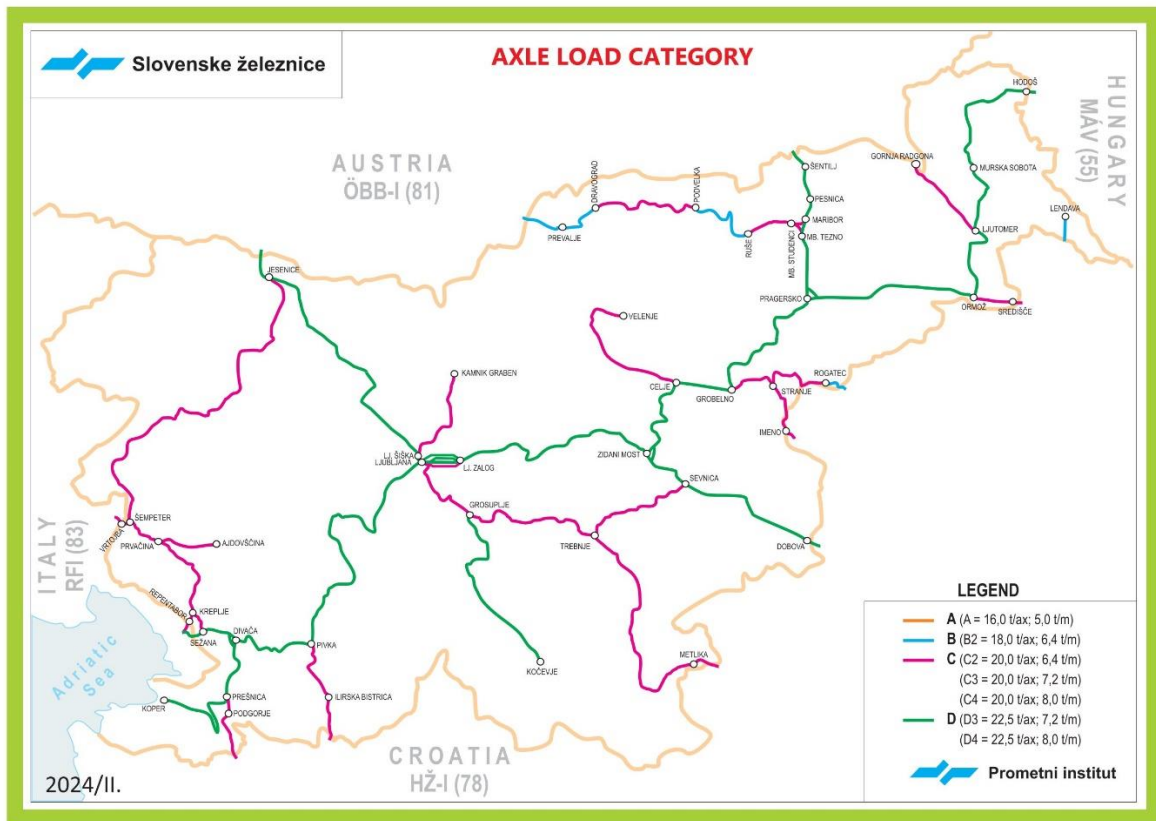 Slovenske železnice
AXLE LOAD CATEGORY
AUSTRIA
ÖBB-I (81)
HUNGARY
MÁV (55)
HODOŠ
GORNJA RADGONA
MURSKA SOBOTA
LENDAVA
LJUTOMER
ŠENTILJ
PESNICA
MARIBOR
MB. TEZNO
MB. STUDENCI
DRAVOGRAD
PODVELKA
PREVALJE
RUŠE
PRAGERSKO
ORMOŽ
SREDIŠČE
JESENICE
VELENJE
KAMNIK GRABEN
CELJE
GROBELNO
ROGATEC
STRANJE
IMENO
LJ. ŠIŠKA
LJUBLJANA
LJ. ZALOG
ZIDANI MOST
SEVNICA
GROSUPLJE
TREBNJE
DOBOVA
ITALY
RFI (83)
ŠEMPETER
VRTOJBA
PRVAČINA
AJDOVŠČINA
REPENTABOR
KREPLJE
SEŽANA
DIVAČA
PIVKA
KOČEVJE
METLIKA
Adriatic
Sea
KOPER
PREŠNICA
PODGORJE
ILIRSKA BISTRICA
CROATIA
HŽ-I (78)
LEGEND
A (A = 16,0 t/ax; 5,0 t/m)
B (B2 = 18,0 t/ax; 6,4 t/m)
C (C2 = 20,0 t/ax; 6,4 t/m)
(C3 = 20,0 t/ax; 7,2 t/m)
(C4 = 20,0 t/ax; 8,0 t/m)
D (D3 = 22,5 t/ax; 7,2 t/m)
(D4 = 22,5 t/ax; 8,0 t/m)
Prometni institut
2024/II.